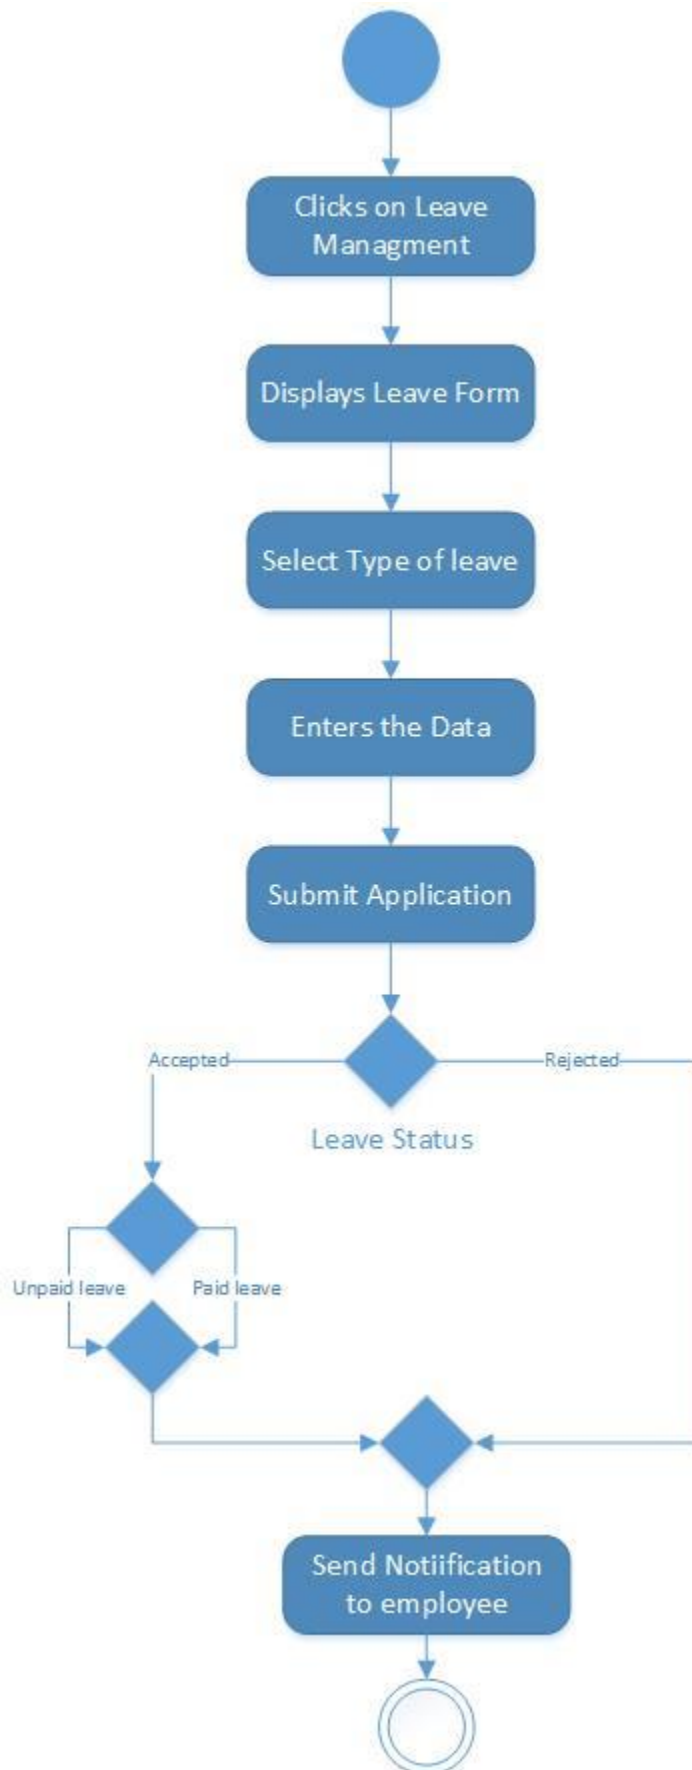 Clicks on Leave
Managment
Displays Leave Form
Select Type of leave
Enters the Data
Submit Application
Accepted
Rejected
Leave Status
Unpaid leave
Paid leave
Send Notiification
to employee